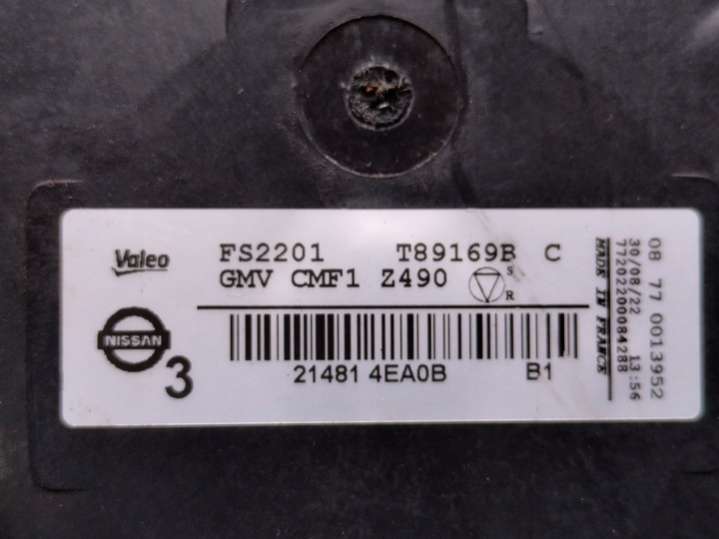 Valeo
FS2201 T89169B C
GMV CMF1 Z490
S
R
NISSAN
3
21481 4EA0B B1
MADE IN FRANCE
77202200084288
30/08/22 13:56
08 77 0013952